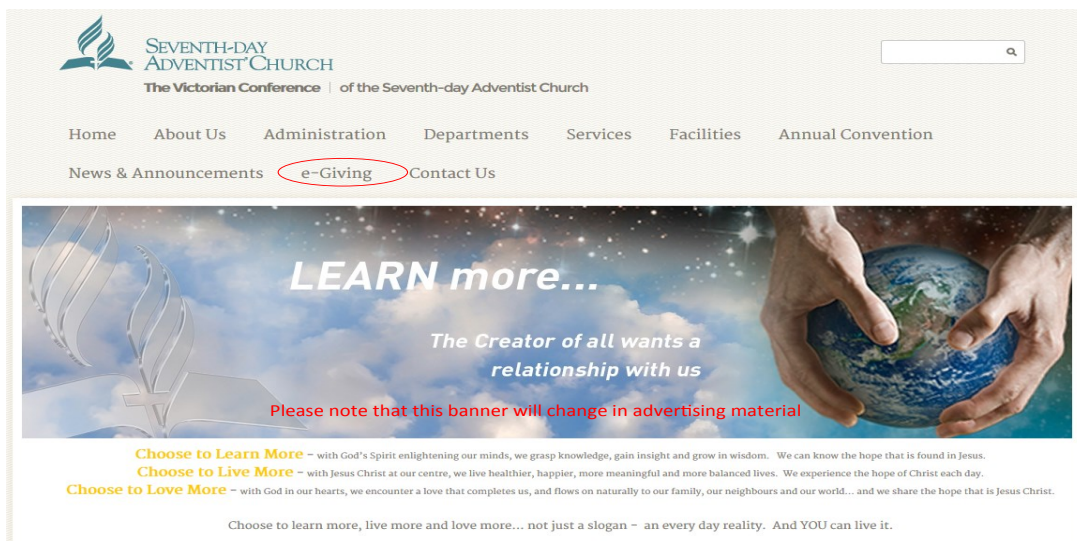 SEVENTH-DAY
ADVENTIST® CHURCH
The Victorian Conference | of the Seventh-day Adventist Church
Home About Us Administration Departments Services Facilities Annual Convention
News & Announcements e-Giving Contact Us
LEARN more...
The Creator of all wants a
relationship with us
Please note that this banner will change in advertising material
Choose to Learn More – with God's Spirit enlightening our minds, we grasp knowledge, gain insight and grow in wisdom. We can know the hope that is found in Jesus.
Choose to Live More – with Jesus Christ at our centre, we live healthier, happier, more meaningful and more balanced lives. We experience the hope of Christ each day.
Choose to Love More – with God in our hearts, we encounter a love that completes us, and flows on naturally to our family, our neighbours and our world... and we share the hope that is Jesus Christ.
Choose to learn more, live more and love more... not just a slogan – an every day reality. And YOU can live it.